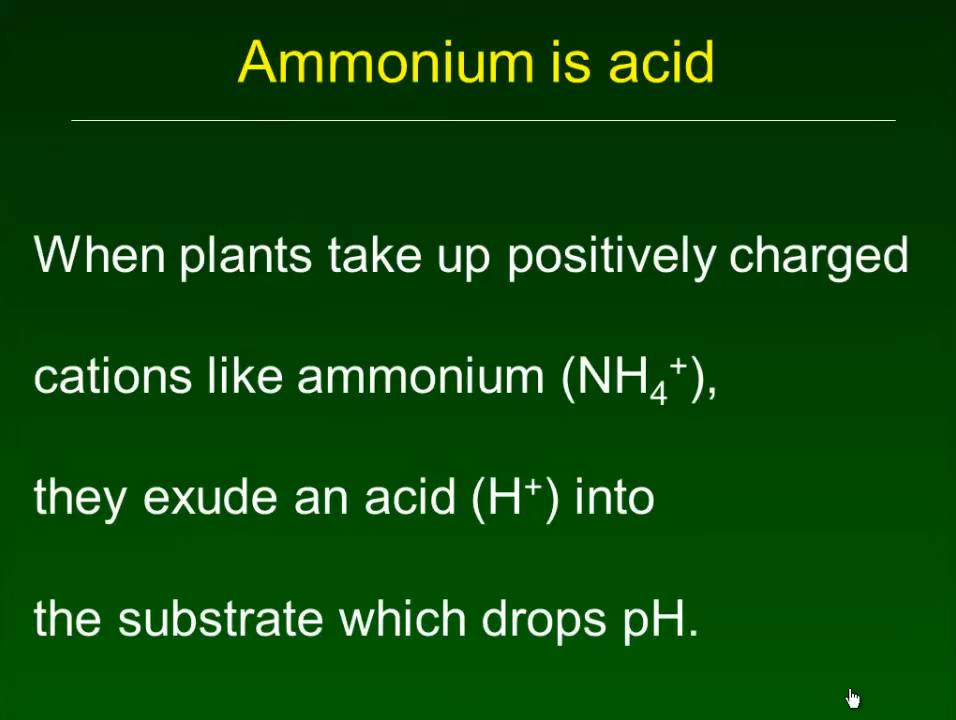 Ammonium is acid
When plants take up positively charged
cations like ammonium (NH₄⁺),
they exude an acid (H⁺) into
the substrate which drops pH.